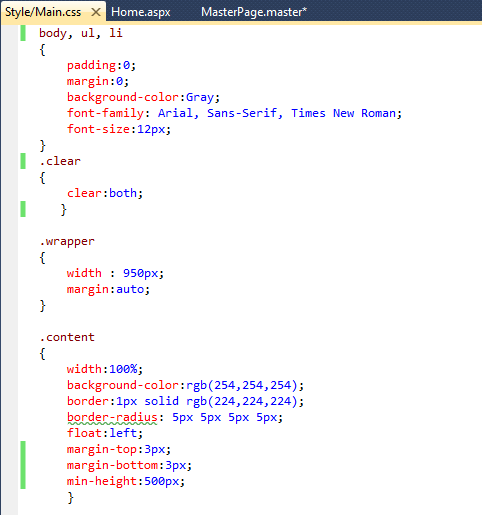 Style/Main.css × Home.aspx MasterPage.master*
body, ul, li
{
padding:0;
margin:0;
background-color:Gray;
font-family: Arial, Sans-Serif, Times New Roman;
font-size:12px;
}
.clear
{
clear:both;
}
.wrapper
{
width : 950px;
margin:auto;
}
.content
{
width:100%;
background-color:rgb(254,254,254);
border:1px solid rgb(224,224,224);
border-radius: 5px 5px 5px 5px;
float:left;
margin-top:3px;
margin-bottom:3px;
min-height:500px;
}